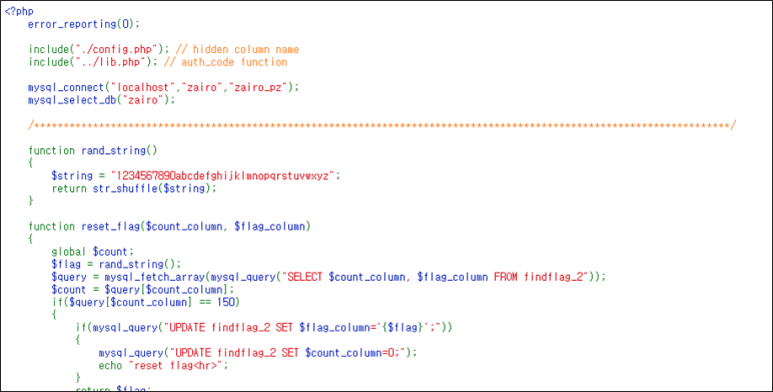 <?php
error_reporting(0);
include("./config.php"); // hidden column name
include("../lib.php"); // auth_code function
mysql_connect("localhost","zairo","zairo_pz");
mysql_select_db("zairo");
/************************************************************************************************************************/
function rand_string()
{
$string = "1234567890abcdefghijklmnopqrstuvwxyz";
return str_shuffle($string);
}
function reset_flag($count_column, $flag_column)
{
global $count;
$flag = rand_string();
$query = mysql_fetch_array(mysql_query("SELECT $count_column, $flag_column FROM findflag_2"));
$count = $query[$count_column];
if($query[$count_column] == 150)
{
if(mysql_query("UPDATE findflag_2 SET $flag_column='{$flag}';"))
{
mysql_query("UPDATE findflag_2 SET $count_column=0;");
echo "reset flag<hr>";
}
return $flag;